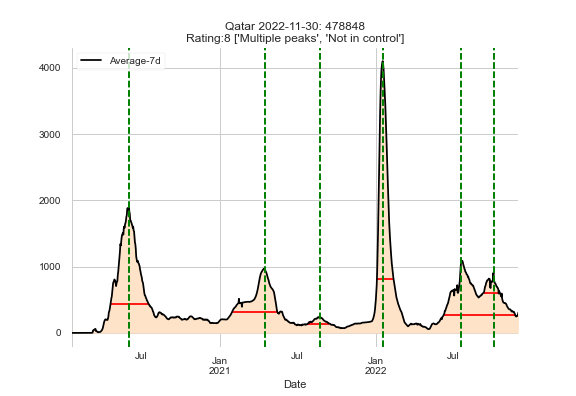 Qatar 2022-11-30: 478848
Rating:8 ['Multiple peaks', 'Not in control']
Average-7d
4000
3000
2000
1000
0
Jul
Jan
2021
Jul
Jan
2022
Jul
Date